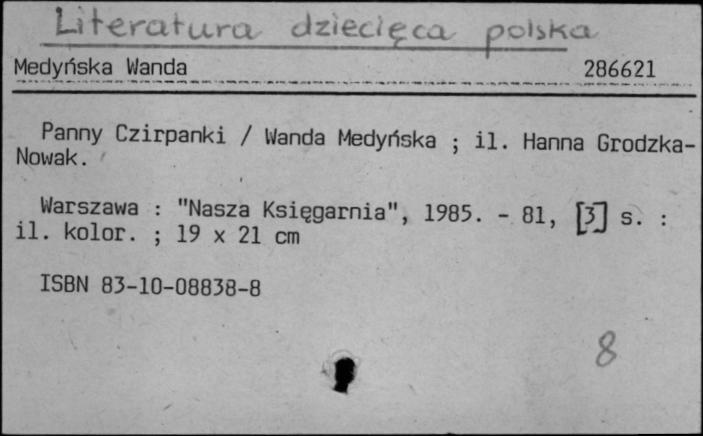 Literatura dziecięca polska
Medyńska Wanda 286621
Panny Czirpanki / Wanda Medyńska ; il. Hanna Grodzka-
Nowak.
Warszawa : "Nasza Księgarnia", 1985. - 81, [3] s. :
il. kolor. ; 19 x 21 cm
ISBN 83-10-08838-8
8